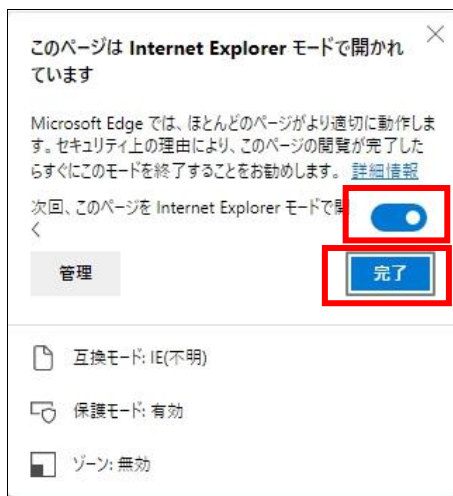 このページは Internet Explorer モードで開かれ
ています
Microsoft Edge では、ほとんどのページがより適切に動作しま
す。セキュリティ上の理由により、このページの閲覧が完了した
らすぐにこのモードを終了することをお勧めします。 詳細情報
次回、このページを Internet Explorer モードで開
く
管理
完了
互換モード: IE(不明)
保護モード: 有効
ゾーン: 無効